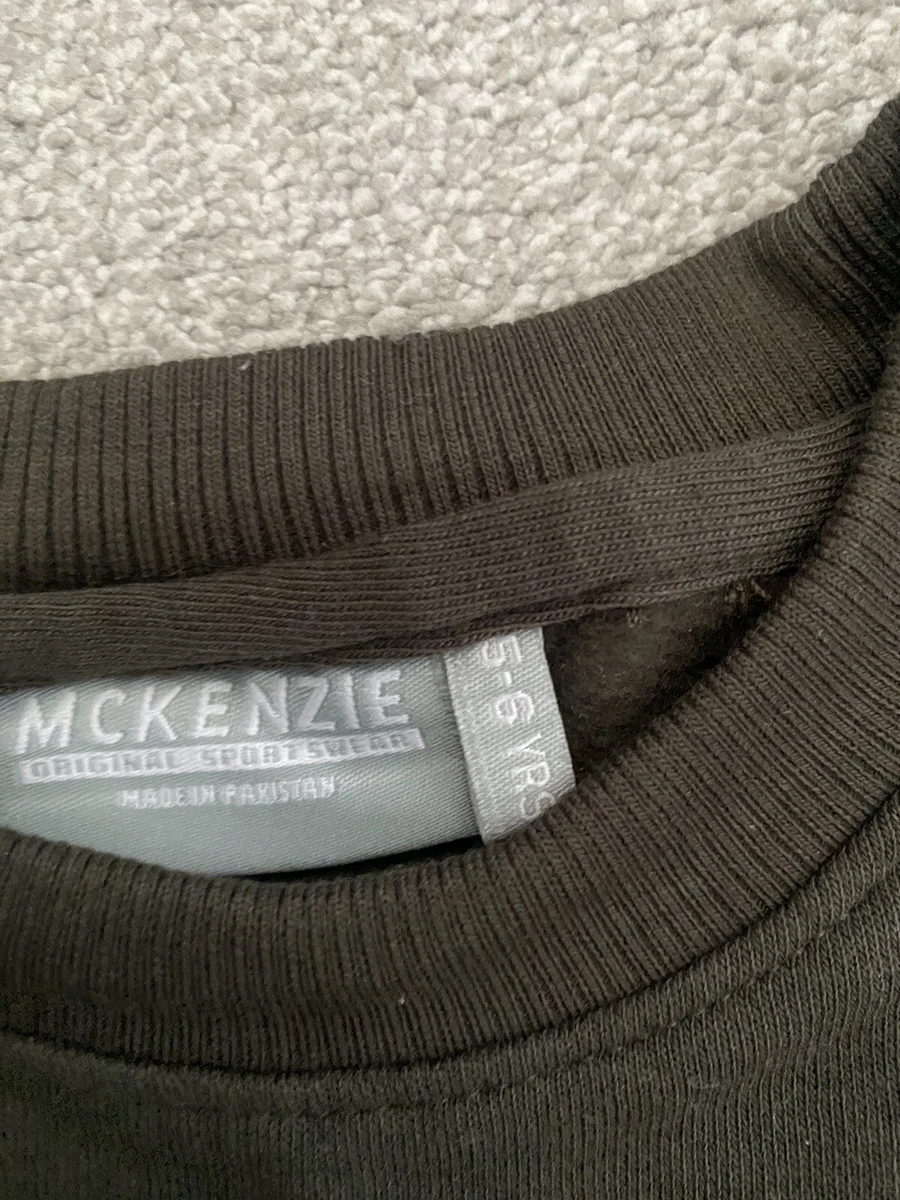 MCKENZIE
ORIGINAL SPORTSWEAR
MADE IN PAKISTAN
5-6 YRS